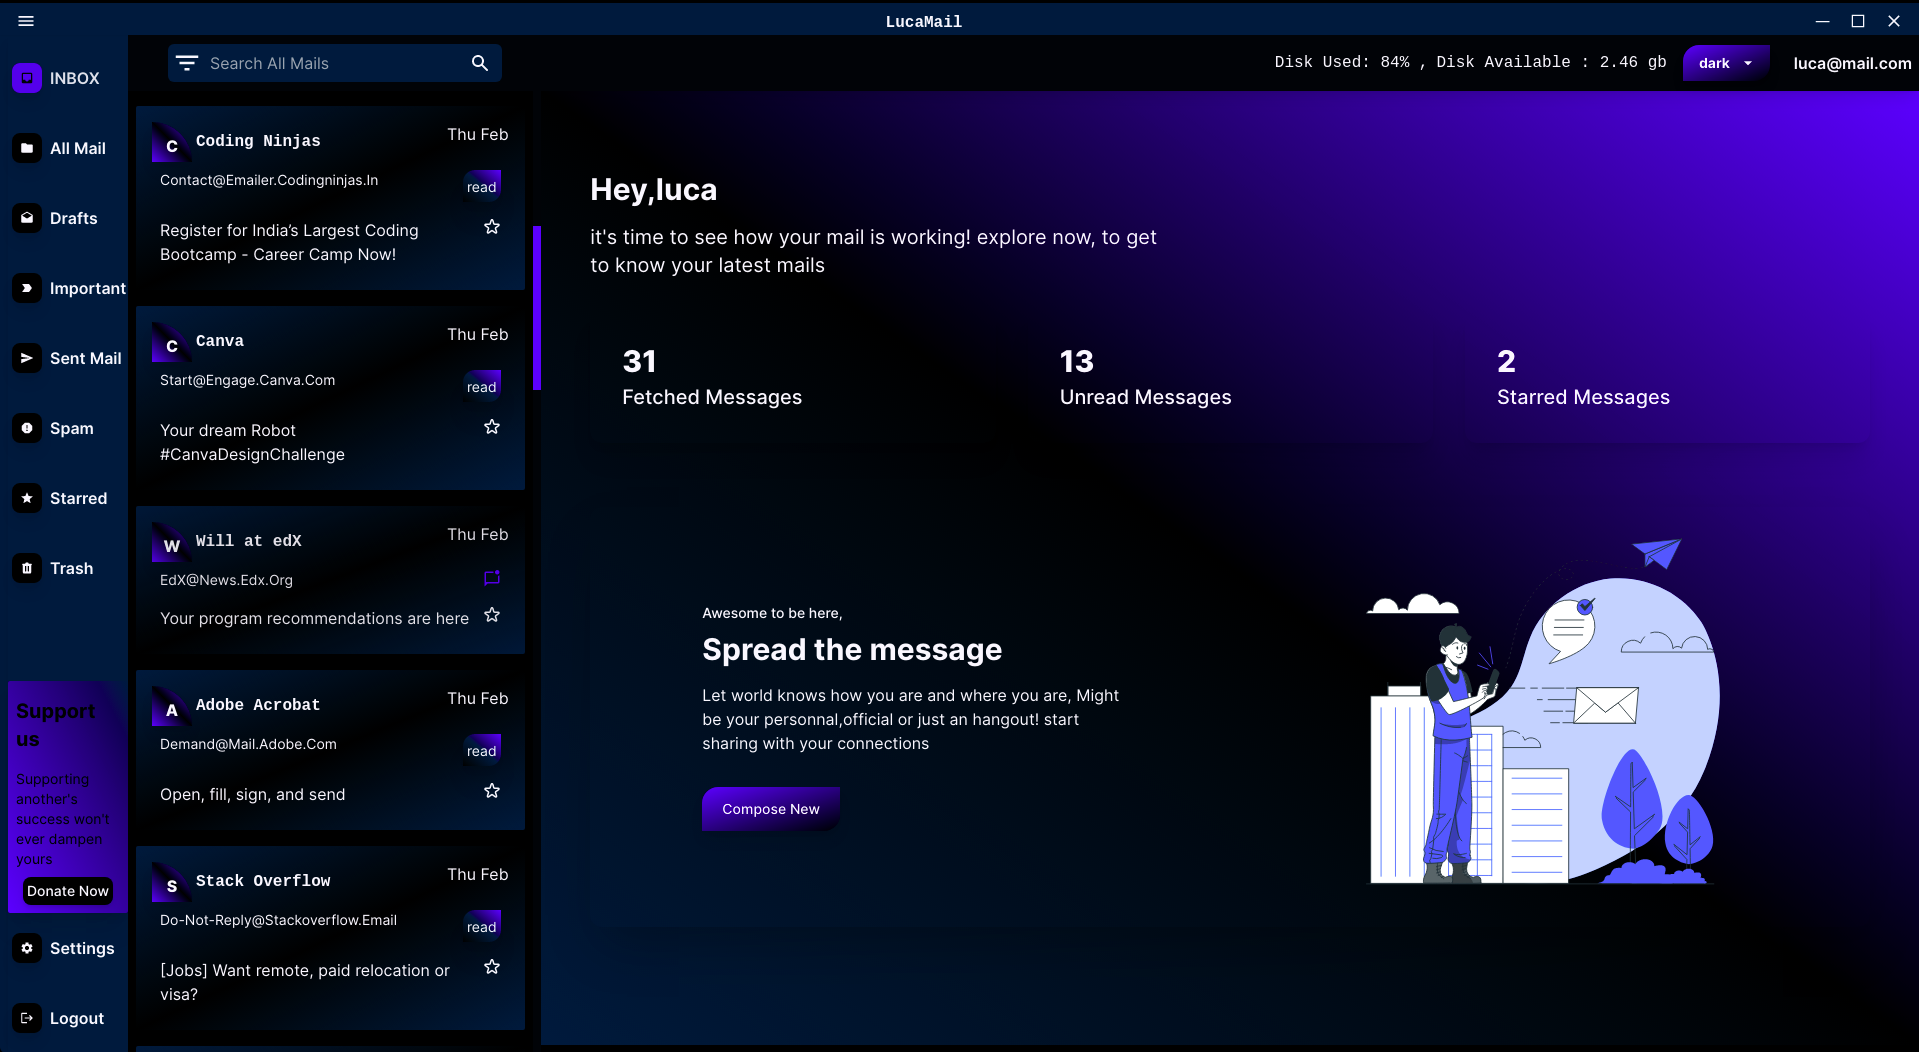 LucaMail
Search All Mails
Disk Used: 84% , Disk Available : 2.46 gb
dark
luca@mail.com
INBOX
All Mail
Drafts
Important
Sent Mail
Spam
Starred
Trash
Support
us
Supporting
another's
success won't
ever dampen
yours
Donate Now
Settings
Logout
C
Coding Ninjas
Thu Feb
Contact@Emailer.Codingninjas.In
read
Register for India’s Largest Coding
Bootcamp - Career Camp Now!
C
Canva
Thu Feb
Start@Engage.Canva.Com
read
Your dream Robot
#CanvaDesignChallenge
W
Will at edX
Thu Feb
EdX@News.Edx.Org
Your program recommendations are here
A
Adobe Acrobat
Thu Feb
Demand@Mail.Adobe.Com
read
Open, fill, sign, and send
S
Stack Overflow
Thu Feb
Do-Not-Reply@Stackoverflow.Email
read
[Jobs] Want remote, paid relocation or
visa?
Hey,luca
it's time to see how your mail is working! explore now, to get
to know your latest mails
31
Fetched Messages
13
Unread Messages
2
Starred Messages
Awesome to be here,
Spread the message
Let world knows how you are and where you are, Might
be your personnal,official or just an hangout! start
sharing with your connections
Compose New